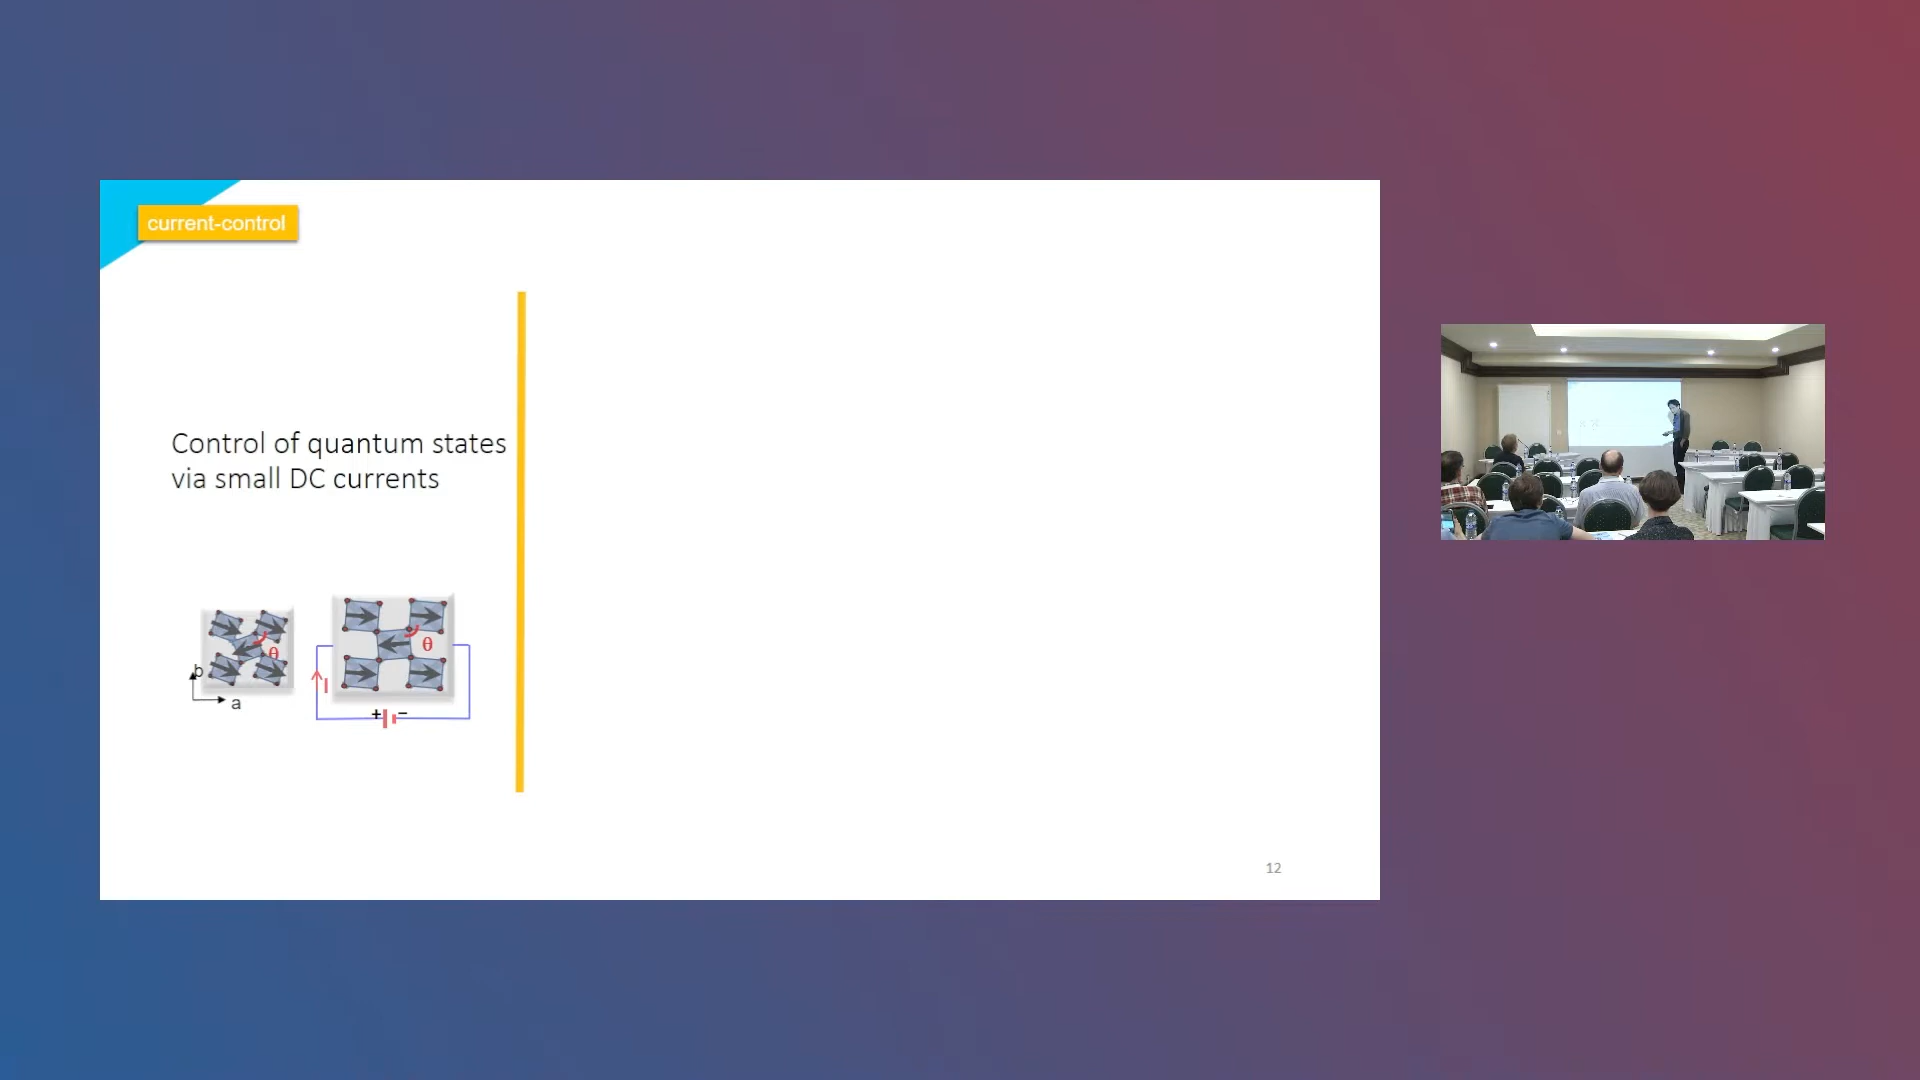 current-control
Control of quantum states
via small DC currents
θ
θ
b
a
I
+ −
12